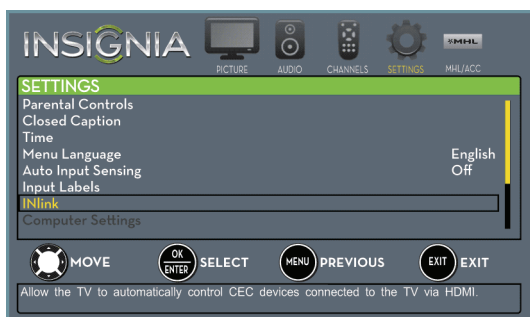 INSIGNIA
PICTURE AUDIO CHANNELS SETTINGS MHL/ACC
MHL
SETTINGS
Parental Controls
Closed Caption
Time
Menu Language English
Auto Input Sensing Off
Input Labels
INlink
Computer Settings
MOVE OK ENTER SELECT MENU PREVIOUS EXIT EXIT
Allow the TV to automatically control CEC devices connected to the TV via HDMI.